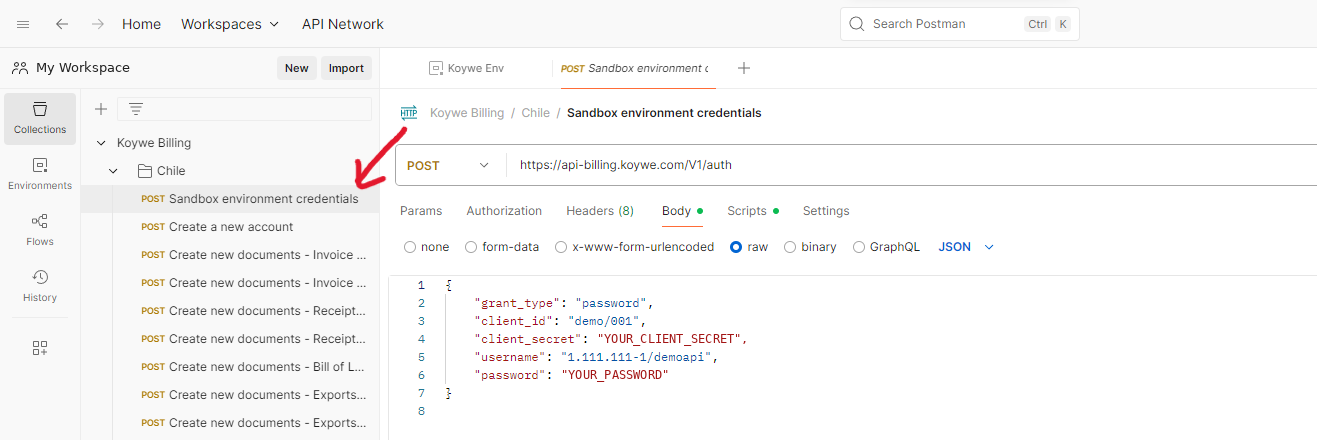 Home Workspaces API Network Search Postman Ctrl K
My Workspace New Import
Koywe Env POST Sandbox environment c
Collections
Environments
Flows
History
Koywe Billing
Chile
POST Sandbox environment credentials
POST Create a new account
POST Create new documents - Invoice ...
POST Create new documents - Invoice ...
POST Create new documents - Receipt...
POST Create new documents - Receipt...
POST Create new documents - Bill of L...
POST Create new documents - Exports...
POST Create new documents - Exports...
HTTP Koywe Billing / Chile / Sandbox environment credentials
POST https://api-billing.koywe.com/V1/auth
Params Authorization Headers (8) Body Scripts Settings
none form-data x-www-form-urlencoded raw binary GraphQL JSON
1 {
2 "grant_type": "password",
3 "client_id": "demo/001",
4 "client_secret": "YOUR_CLIENT_SECRET",
5 "username": "1.111.111-1/demoapi",
6 "password": "YOUR_PASSWORD"
7 }
8